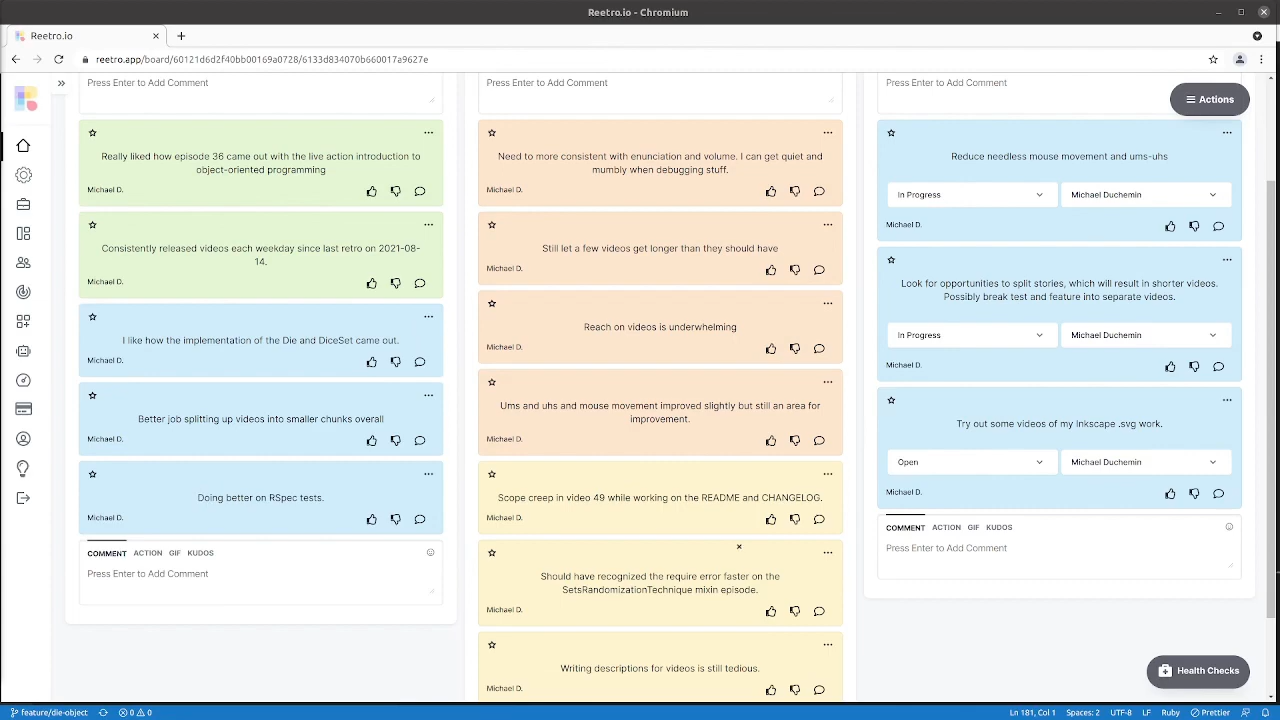 Reetro.io - Chromium
Reetro.io
reetro.app/board/60121d6d2f40bb00169a0728/6133d834070b660017a9627e
Press Enter to Add Comment
Really liked how episode 36 came out with the live action introduction to
object-oriented programming
Michael D.
Consistently released videos each weekday since last retro on 2021-08-
14.
Michael D.
I like how the implementation of the Die and DiceSet came out.
Michael D.
Better job splitting up videos into smaller chunks overall
Michael D.
Doing better on RSpec tests.
Michael D.
COMMENT ACTION GIF KUDOS
Press Enter to Add Comment
Press Enter to Add Comment
Need to more consistent with enunciation and volume. I can get quiet and
mumbly when debugging stuff.
Michael D.
Still let a few videos get longer than they should have
Michael D.
Reach on videos is underwhelming
Michael D.
Ums and uhs and mouse movement improved slightly but still an area for
improvement.
Michael D.
Scope creep in video 49 while working on the README and CHANGELOG.
Michael D.
Should have recognized the require error faster on the
SetsRandomizationTechnique mixin episode.
Michael D.
Writing descriptions for videos is still tedious.
Michael D.
Press Enter to Add Comment
Actions
Reduce needless mouse movement and ums-uhs
In Progress Michael Duchemin
Michael D.
Look for opportunities to split stories, which will result in shorter videos.
Possibly break test and feature into separate videos.
In Progress Michael Duchemin
Michael D.
Try out some videos of my Inkscape .svg work.
Open Michael Duchemin
Michael D.
COMMENT ACTION GIF KUDOS
Press Enter to Add Comment
Health Checks
feature/die-object 0 0 Ln 181, Col 1 Spaces: 2 UTF-8 LF Ruby Prettier